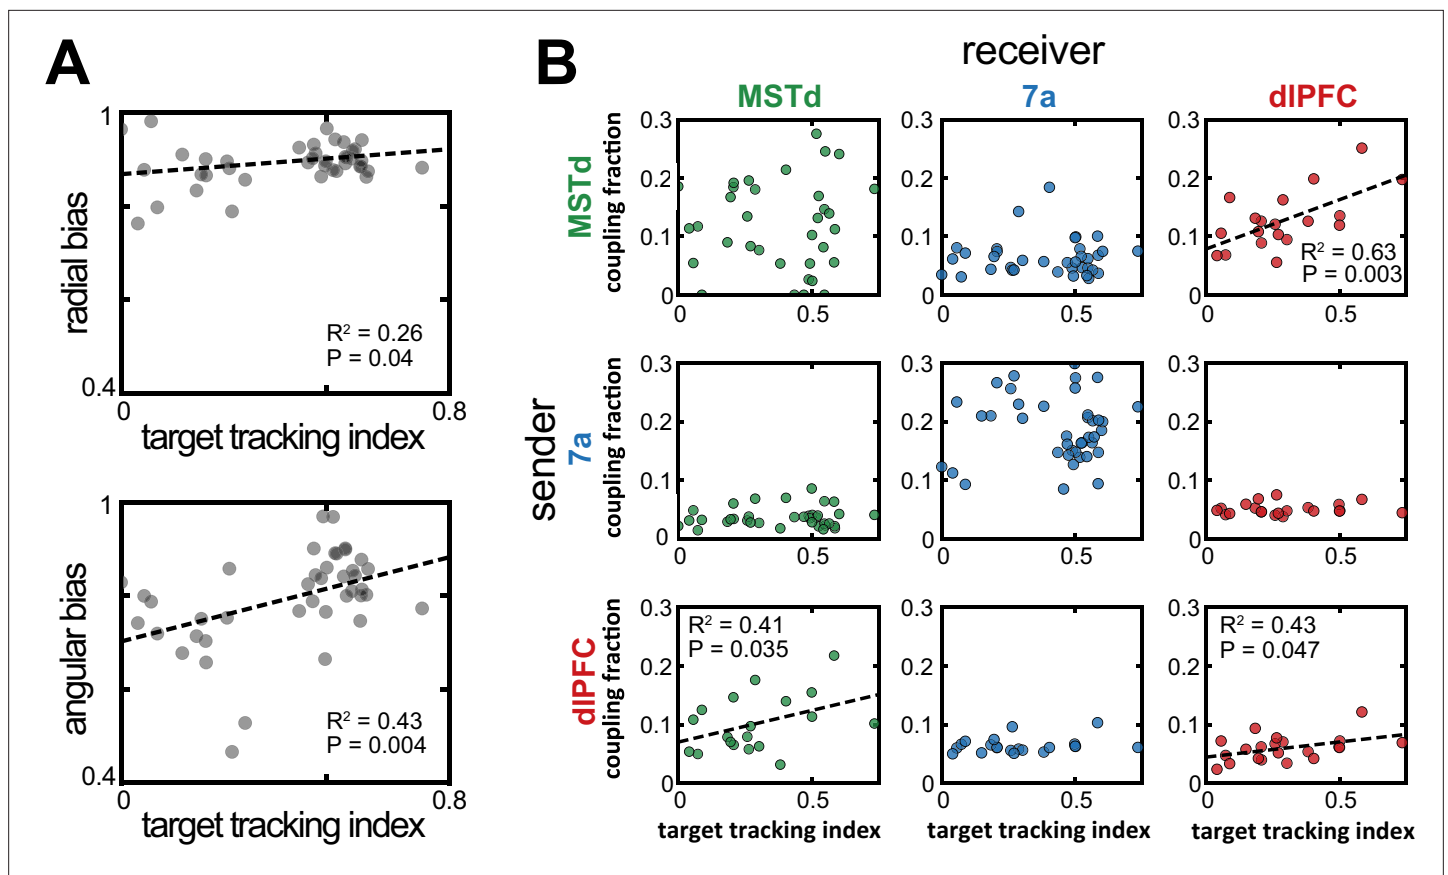 A
1
radial bias
R² = 0.26
P = 0.04
0.4
0
0.8
target tracking index
1
angular bias
R² = 0.43
P = 0.004
0.4
0
0.8
target tracking index
B
receiver
MSTd
7a
dlPFC
sender
MSTd
coupling fraction
0.3
0.2
0.1
0
0
0.5
0.3
0.2
0.1
0
0
0.5
0.3
0.2
0.1
0
R² = 0.63
P = 0.003
0
0.5
7a
coupling fraction
0.3
0.2
0.1
0
0
0.5
0.3
0.2
0.1
0
0
0.5
0.3
0.2
0.1
0
0
0.5
dlPFC
coupling fraction
0.3
0.2
0.1
0
R² = 0.41
P = 0.035
0
0.5
target tracking index
0.3
0.2
0.1
0
0
0.5
target tracking index
0.3
0.2
0.1
0
R² = 0.43
P = 0.047
0
0.5
target tracking index